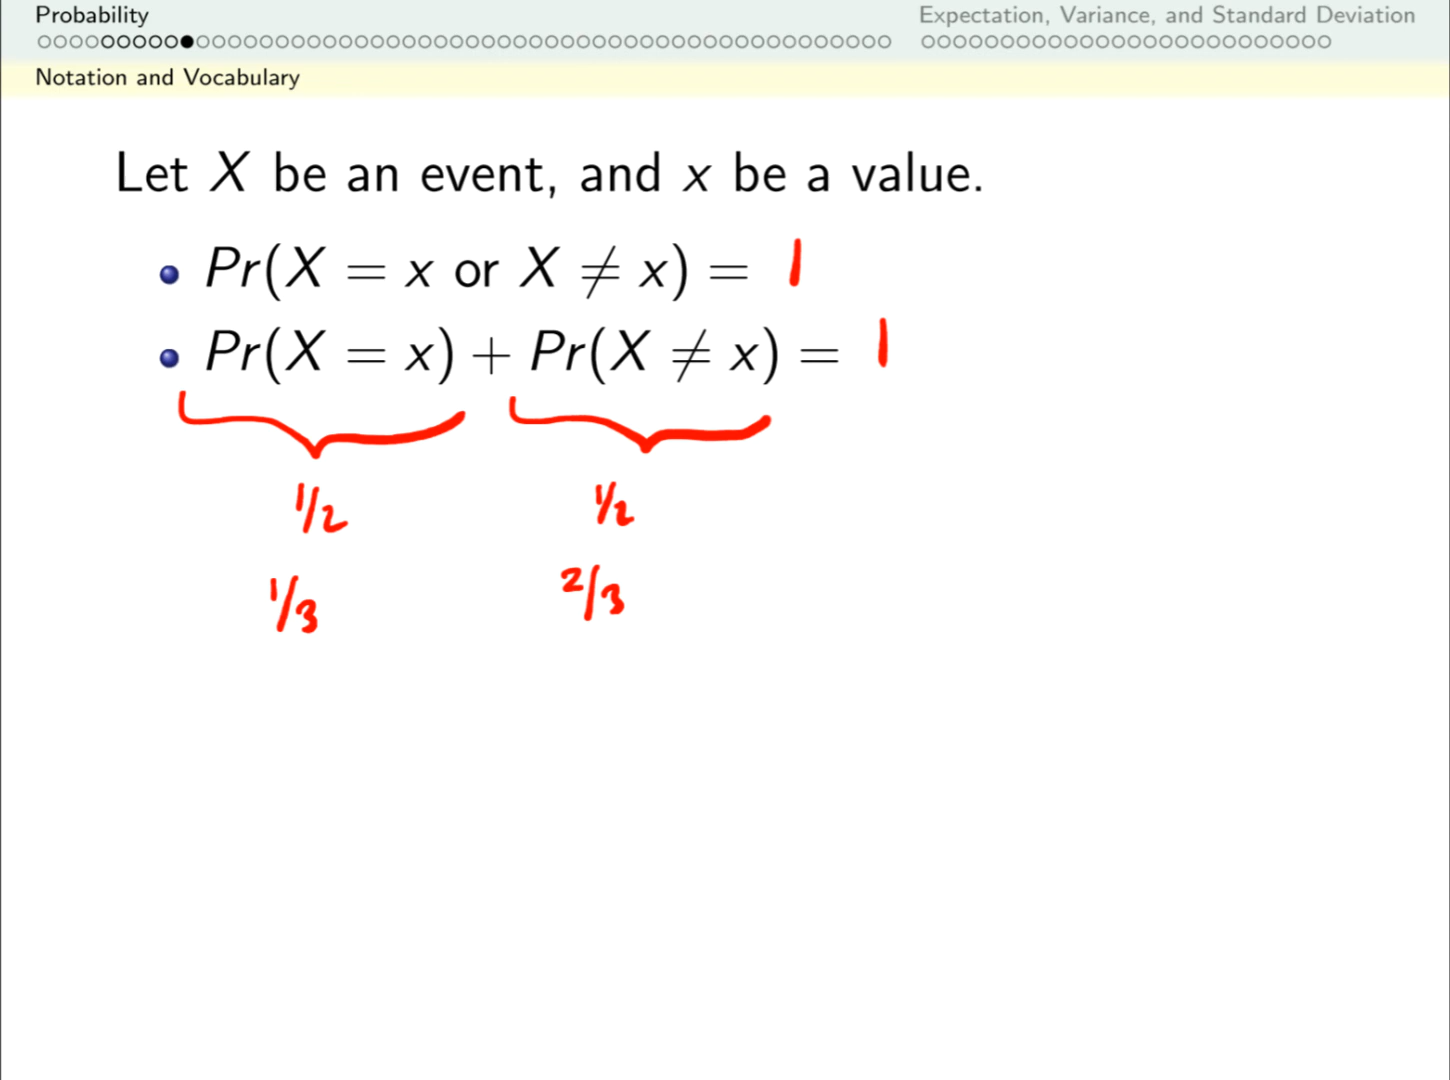 Probability Expectation, Variance, and Standard Deviation
Notation and Vocabulary
Let X be an event, and x be a value.
• Pr(X = x or X ≠ x) = 1
• Pr(X = x) + Pr(X ≠ x) = 1
1/2 1/2
1/3 2/3